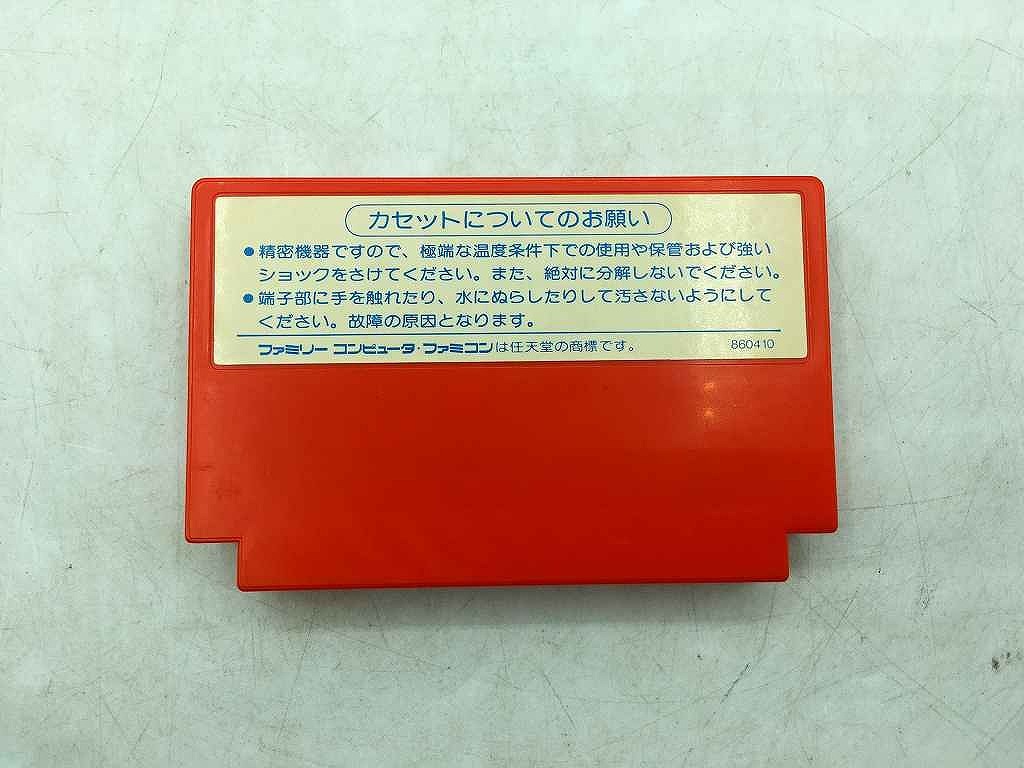 カセットについてのお願い
●精密機器ですので、極端な温度条件下での使用や保管および強い
ショックをさけてください。また、絶対に分解しないでください。
●端子部に手を触れたり、水にぬらしたりして汚さないようにして
ください。故障の原因となります。
ファミリー コンピュータ・ファミコンは任天堂の商標です。 860410